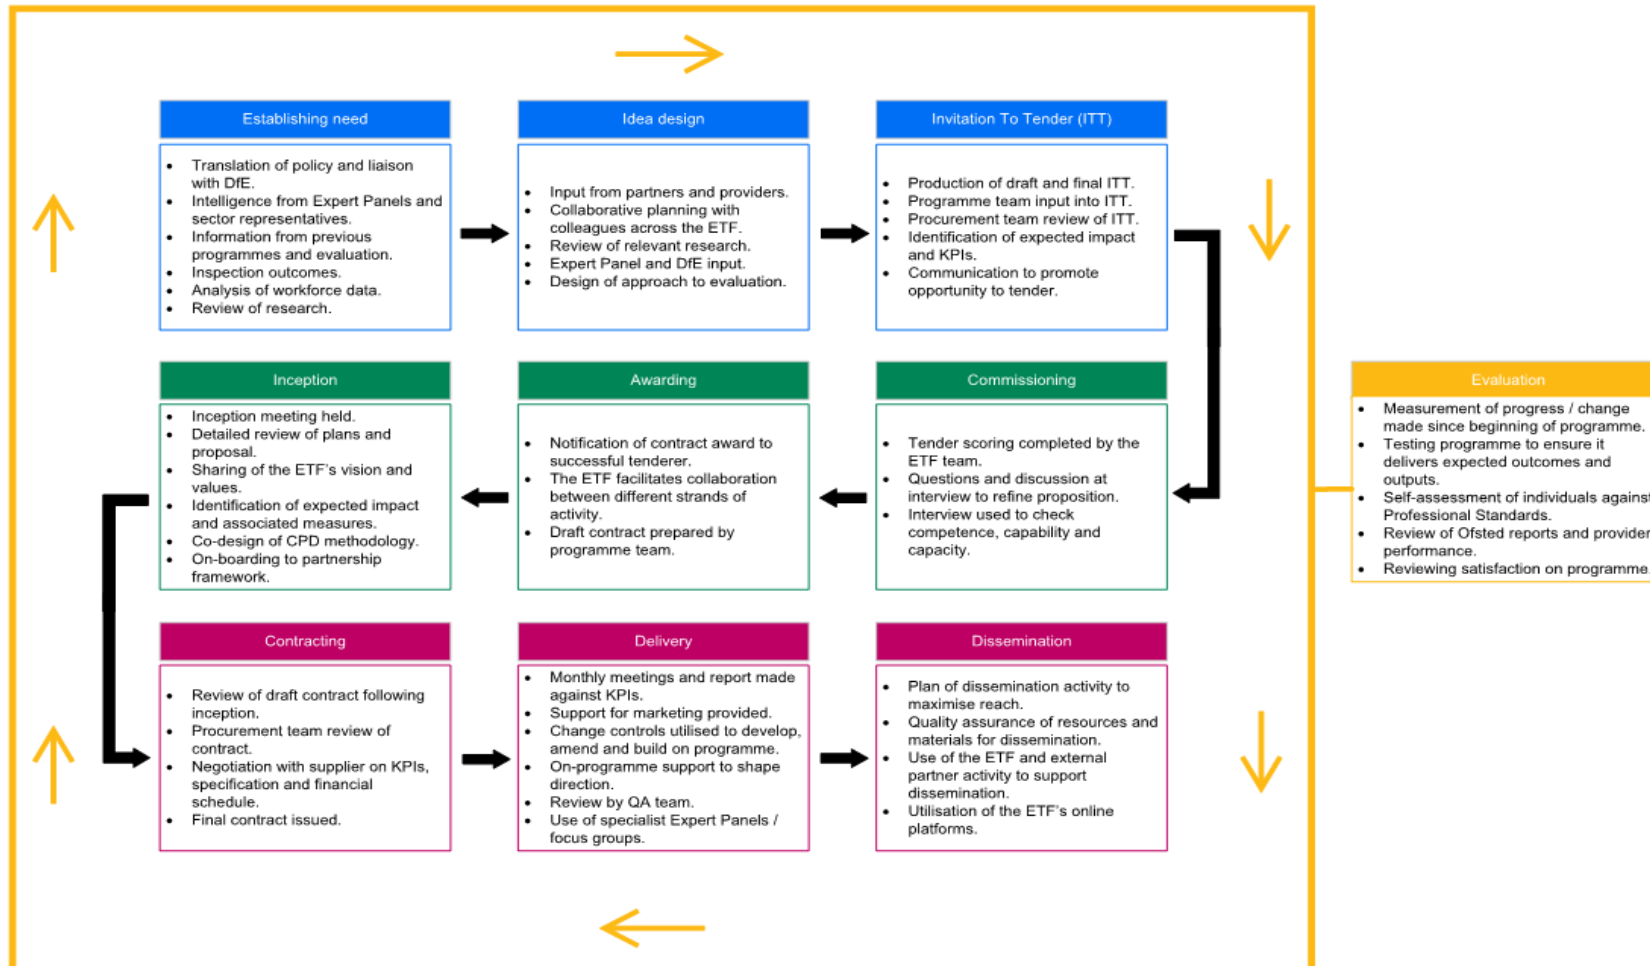 Establishing need
• Translation of policy and liaison
with DfE.
• Intelligence from Expert Panels and
sector representatives.
• Information from previous
programmes and evaluation.
• Inspection outcomes.
• Analysis of workforce data.
• Review of research.
Idea design
• Input from partners and providers.
• Collaborative planning with
colleagues across the ETF.
• Review of relevant research.
• Expert Panel and DfE input.
• Design of approach to evaluation.
Invitation To Tender (ITT)
• Production of draft and final ITT.
• Programme team input into ITT.
• Procurement team review of ITT.
• Identification of expected impact
and KPIs.
• Communication to promote
opportunity to tender.
Inception
• Inception meeting held.
• Detailed review of plans and
proposal.
• Sharing of the ETF's vision and
values.
• Identification of expected impact
and associated measures.
• Co-design of CPD methodology.
• On-boarding to partnership
framework.
Awarding
• Notification of contract award to
successful tenderer.
• The ETF facilitates collaboration
between different strands of
activity.
• Draft contract prepared by
programme team.
Commissioning
• Tender scoring completed by the
ETF team.
• Questions and discussion at
interview to refine proposition.
• Interview used to check
competence, capability and
capacity.
Evaluation
• Measurement of progress / change
made since beginning of programme.
• Testing programme to ensure it
delivers expected outcomes and
outputs.
• Self-assessment of individuals against
Professional Standards.
• Review of Ofsted reports and provider
performance.
• Reviewing satisfaction on programme.
Contracting
• Review of draft contract following
inception.
• Procurement team review of
contract.
• Negotiation with supplier on KPIs,
specification and financial
schedule.
• Final contract issued.
Delivery
• Monthly meetings and report made
against KPIs.
• Support for marketing provided.
• Change controls utilised to develop,
amend and build on programme.
• On-programme support to shape
direction.
• Review by QA team.
• Use of specialist Expert Panels /
focus groups.
Dissemination
• Plan of dissemination activity to
maximise reach.
• Quality assurance of resources and
materials for dissemination.
• Use of the ETF and external
partner activity to support
dissemination.
• Utilisation of the ETF's online
platforms.